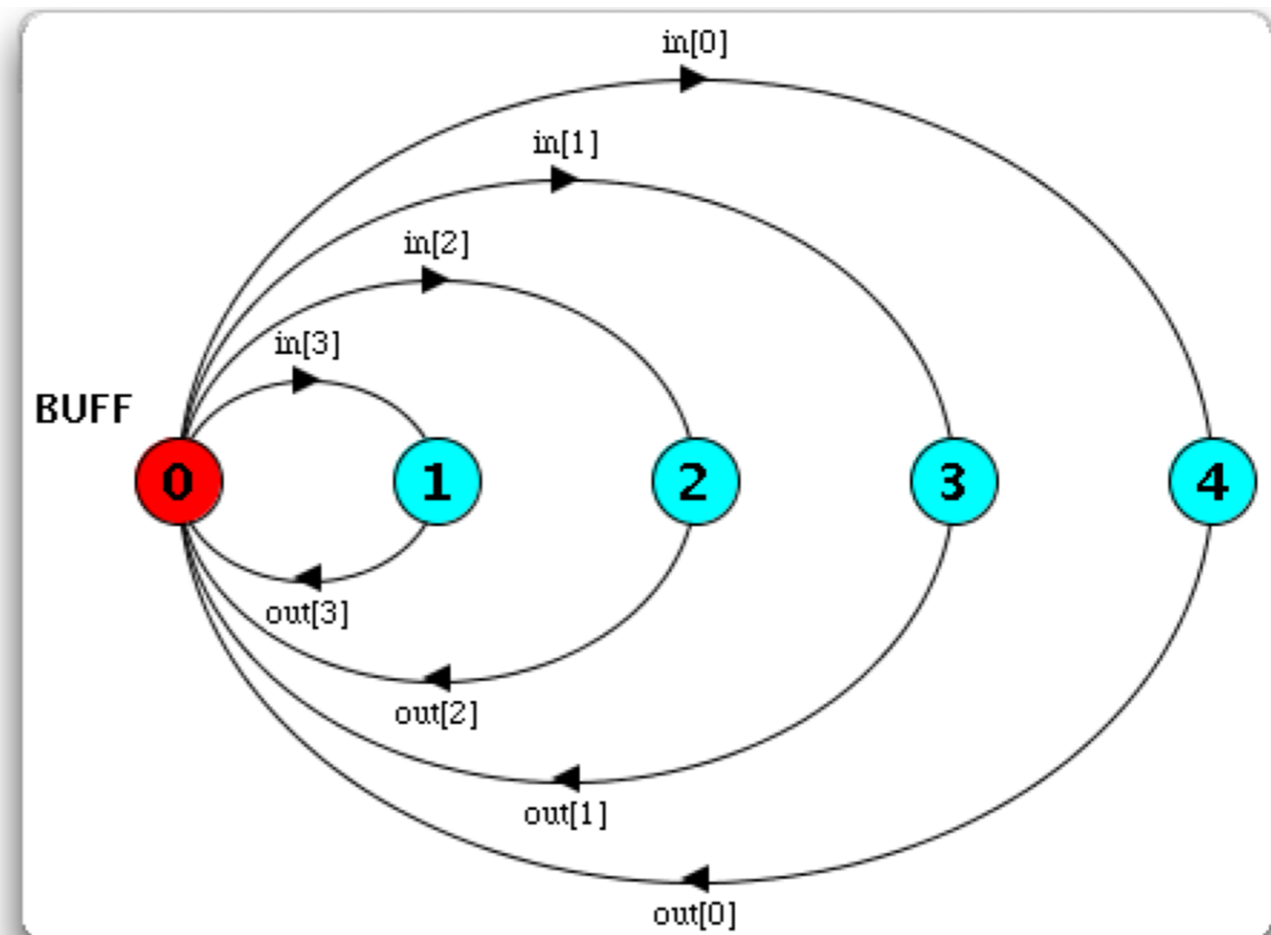 in[0]
in[1]
in[2]
in[3]
BUFF
0 1 2 3 4
out[3]
out[2]
out[1]
out[0]